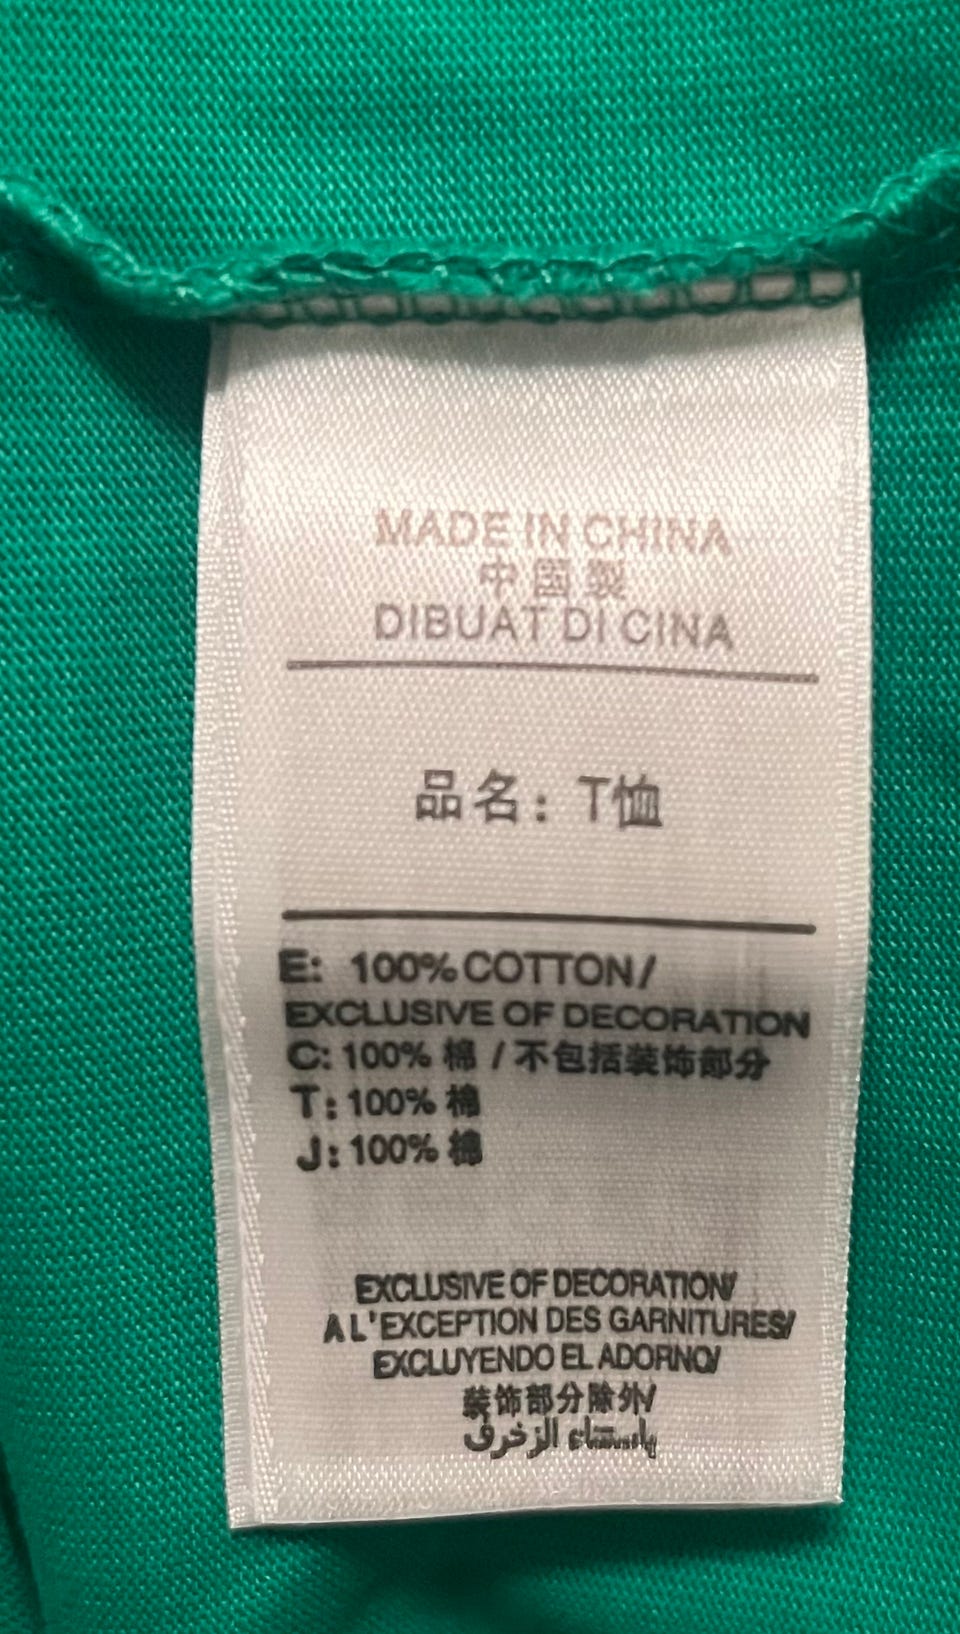 MADE IN CHINA
中国製
DIBUAT DI CINA
品名: T恤
E: 100% COTTON/
EXCLUSIVE OF DECORATION
C: 100% 棉 / 不包括装饰部分
T: 100% 棉
J: 100% 棉
EXCLUSIVE OF DECORATION/
A L'EXCEPTION DES GARNITURES/
EXCLUYENDO EL ADORNO/
装饰部分除外/
باستثناء الزخرف